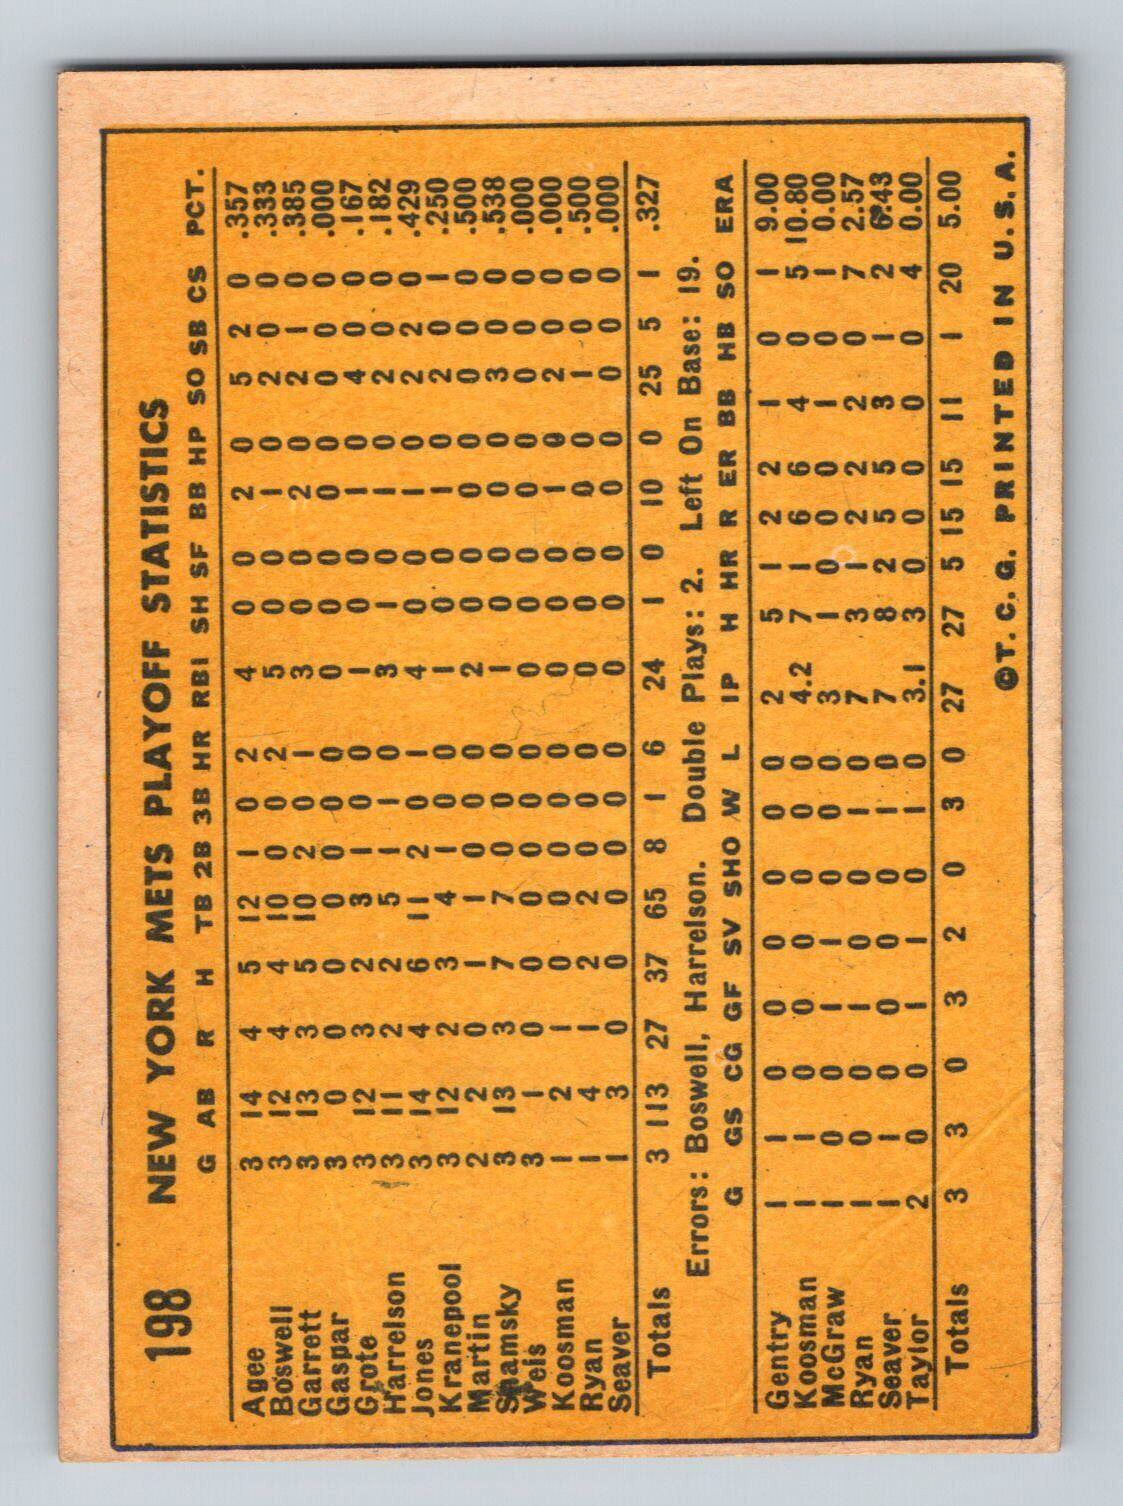 198 NEW YORK METS PLAYOFF STATISTICS
G AB R H TB 2B 3B HR RBI SH SF BB HP SO SB CS PCT.
Agee 3 14 4 5 12 1 0 2 4 0 0 2 0 5 2 0 .357
Boswell 3 12 4 4 10 0 0 2 5 0 0 1 0 2 0 0 .333
Garrett 3 13 3 5 10 2 0 1 3 0 0 2 0 2 1 0 .385
Gaspar 3 0 0 0 0 0 0 0 0 0 0 0 0 0 0 0 .000
Grote 3 12 3 2 3 1 0 0 1 0 0 1 0 4 0 0 .167
Harrelson 3 11 2 2 5 1 1 0 3 1 0 1 0 2 0 0 .182
Jones 3 14 4 6 11 2 0 1 4 0 0 1 0 2 2 0 .429
Kranepool 3 12 2 3 4 1 0 0 1 0 0 1 0 2 0 1 .250
Martin 2 2 0 1 1 0 0 0 2 0 0 0 0 0 0 0 .500
Shamsky 3 13 3 7 7 0 0 0 1 0 0 0 0 3 0 0 .538
Weis 3 1 0 0 0 0 0 0 0 0 0 0 0 0 0 0 .000
Koosman 1 2 1 0 0 0 0 0 0 0 0 1 0 2 0 0 .000
Ryan 1 4 1 2 2 0 0 0 0 0 0 0 0 1 0 0 .500
Seaver 1 3 0 0 0 0 0 0 0 0 0 0 0 0 0 0 .000
Totals 3 113 27 37 65 8 1 6 24 1 0 10 0 25 5 1 .327
Errors: Boswell, Harrelson. Double Plays: 2. Left On Base: 19.
G GS CG GF SV SHO W L IP H HR R ER BB HB SO ERA
Gentry 1 1 0 0 0 0 0 0 2 5 1 2 2 1 0 1 9.00
Koosman 1 1 0 0 0 0 0 0 4.2 7 1 6 6 4 0 5 10.80
McGraw 1 0 0 1 1 0 0 0 3 1 0 0 0 1 0 1 0.00
Ryan 1 0 0 1 0 0 1 0 7 3 1 2 2 2 0 7 2.57
Seaver 1 1 0 0 0 0 1 0 7 8 2 5 5 3 1 2 6.43
Taylor 2 0 0 1 1 0 1 0 3.1 3 0 0 0 0 0 4 0.00
Totals 3 3 0 3 2 0 3 0 27 27 5 15 15 11 1 20 5.00
©T. C. G. PRINTED IN U.S.A.